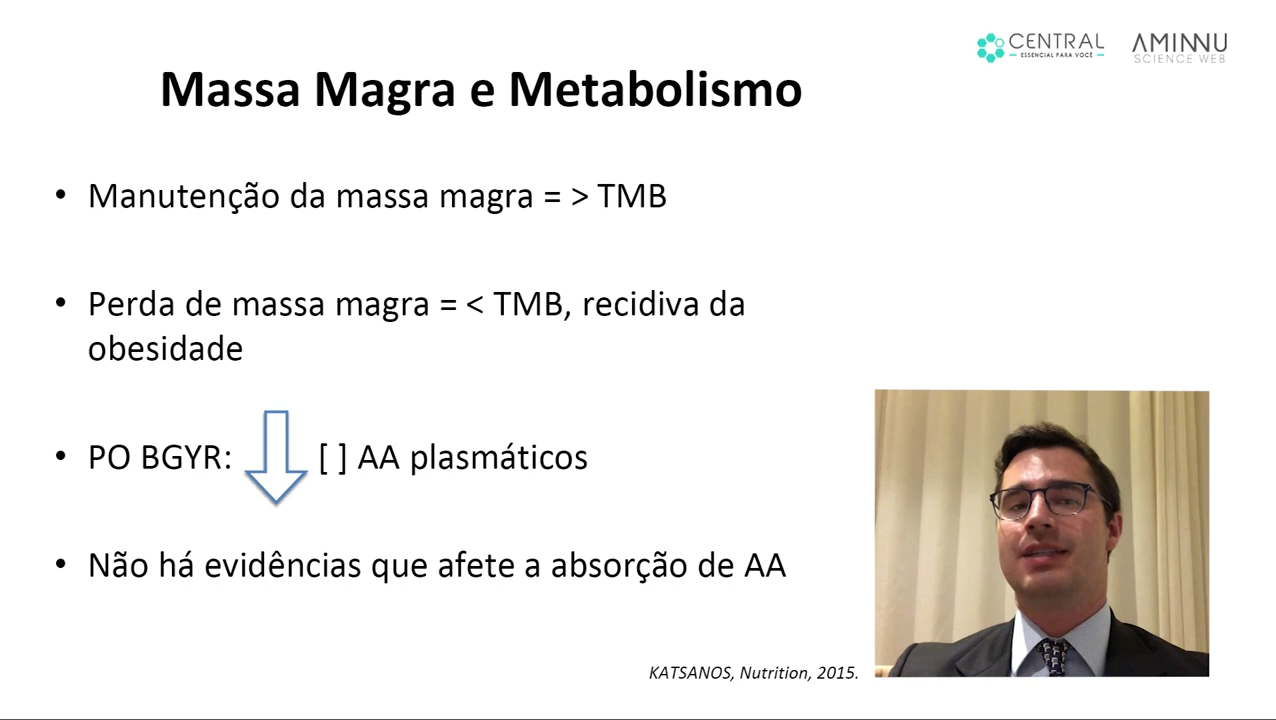 CENTRAL
ESSENCIAL PARA VOCÊ
AMINNU
SCIENCE WEB
Massa Magra e Metabolismo
• Manutenção da massa magra = > TMB
• Perda de massa magra = < TMB, recidiva da
obesidade
• PO BGYR: [ ] AA plasmáticos
• Não há evidências que afete a absorção de AA
KATSANOS, Nutrition, 2015.